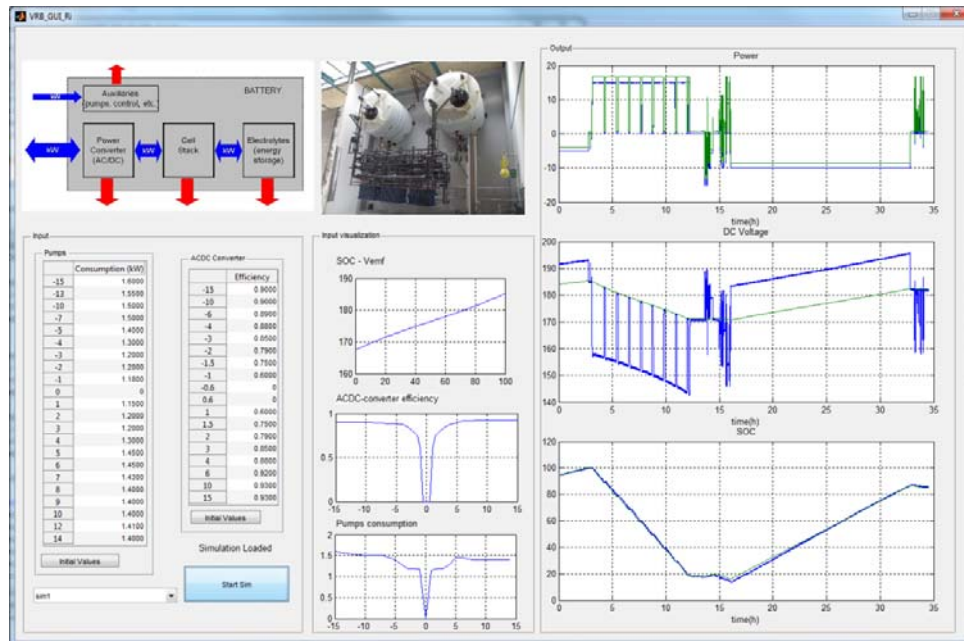 VRB_GUI_Ri
Auxiliaries
(pumps, control, etc.)
BATTERY
kW
kW
Power
Converter
(AC/DC)
kW
Cell
Stack
kW
Electrolytes
(energy
storage)
Input
Pumps
Consumption (kW)
-15 1.6000
-13 1.5500
-10 1.5000
-7 1.5000
-5 1.4000
-4 1.3000
-3 1.2000
-2 1.2000
-1 1.1800
0 0
1 1.1500
2 1.2000
3 1.2000
4 1.3000
5 1.4500
6 1.4500
7 1.4200
8 1.4000
9 1.4000
10 1.4000
12 1.4100
14 1.4000
Initial Values
sim1
ACDC Converter
Efficiency
-15 0.9000
-10 0.9000
-6 0.8900
-4 0.8800
-3 0.8500
-2 0.7900
-1.5 0.7500
-1 0.6000
-0.6 0
0.6 0
1 0.6000
1.5 0.7500
2 0.7900
3 0.8500
4 0.8800
6 0.9200
10 0.9300
15 0.9300
Initial Values
Simulation Loaded
Start Sim
Input visualization
SOC - Vemf
190
180
170
160
0 20 40 60 80 100
ACDC-converter efficiency
1
0.5
0
-15 -10 -5 0 5 10 15
Pumps consumption
2
1.5
1
0.5
0
-15 -10 -5 0 5 10 15
Output
Power
20
10
0
-10
-20
0 5 10 15 20 25 30 35
time(h)
DC Voltage
200
190
180
170
160
150
140
0 5 10 15 20 25 30 35
time(h)
SOC
120
100
80
60
40
20
0
0 5 10 15 20 25 30 35
time(h)